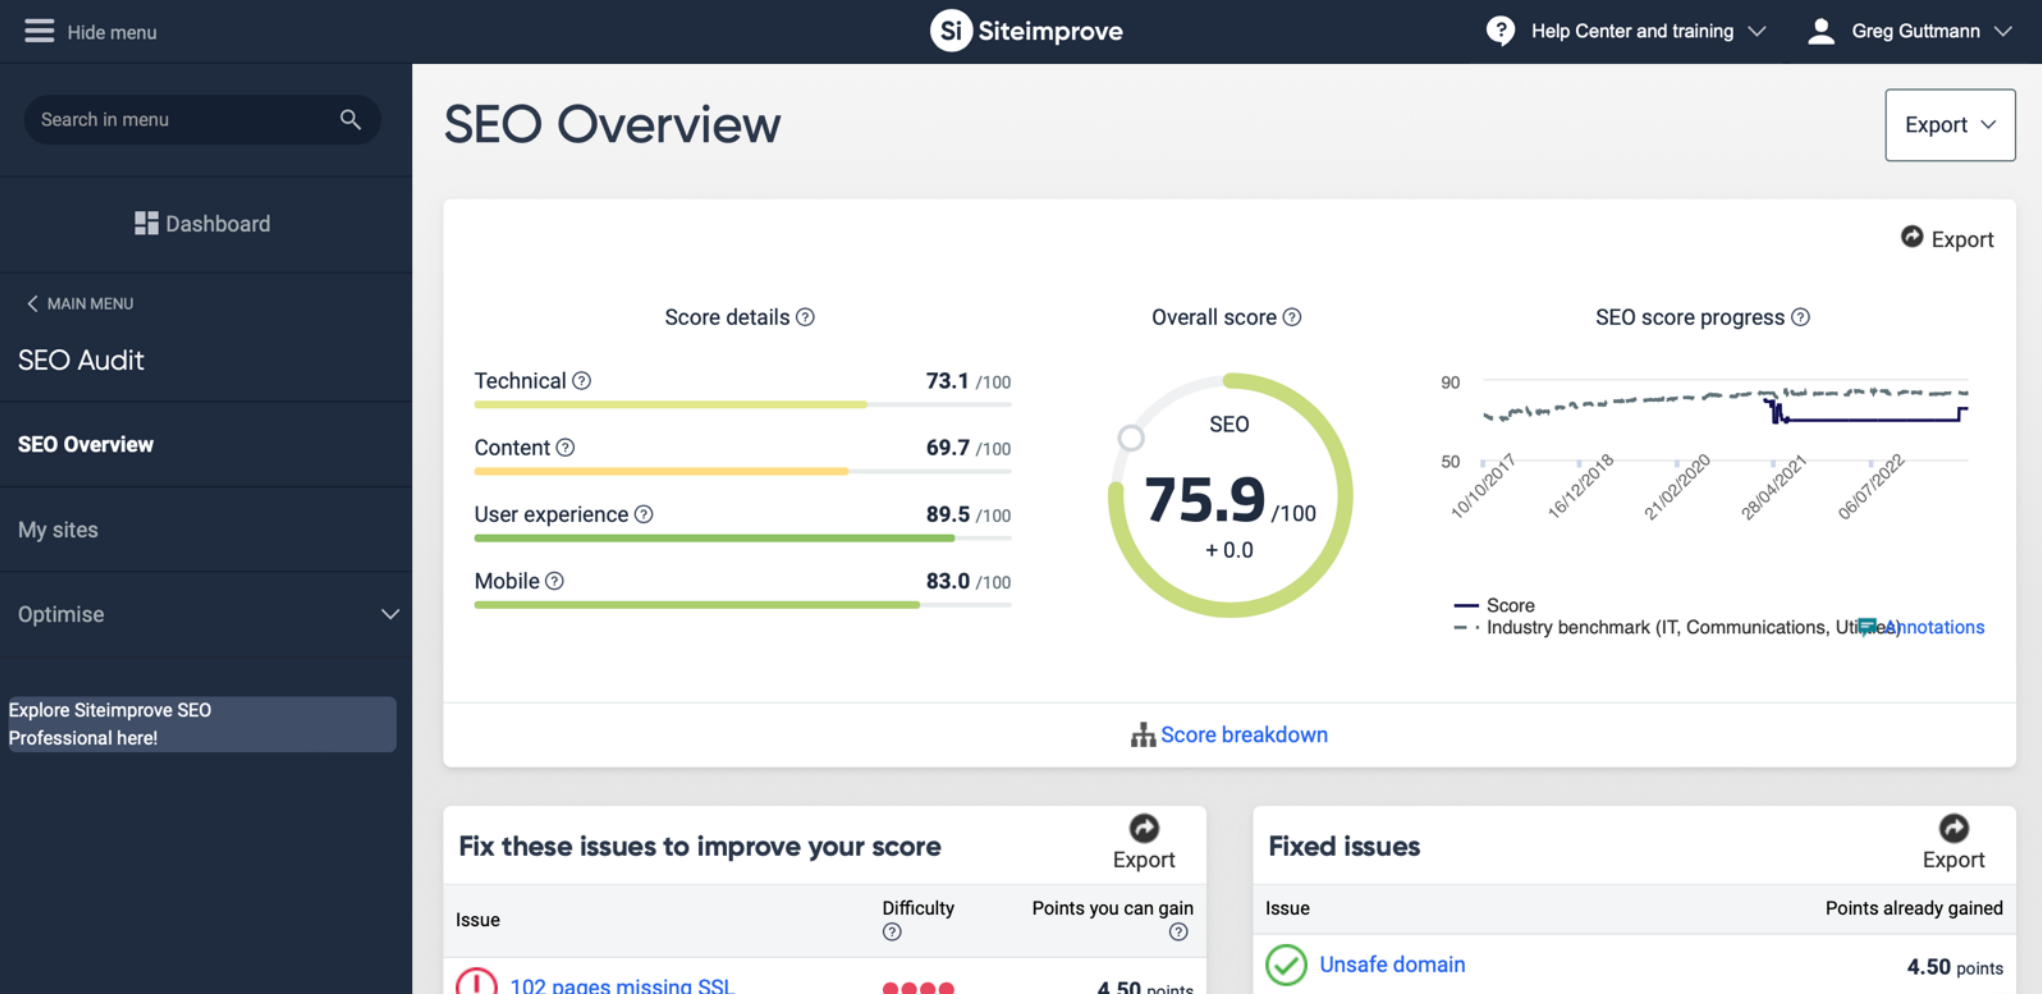 Hide menu
Si Siteimprove
Help Center and training
Greg Guttmann
Search in menu
Dashboard
MAIN MENU
SEO Audit
SEO Overview
My sites
Optimise
Explore Siteimprove SEO
Professional here!
SEO Overview
Export
Export
Score details
Technical 73.1 /100
Content 69.7 /100
User experience 89.5 /100
Mobile 83.0 /100
Overall score
SEO
75.9 /100
+ 0.0
SEO score progress
90
50
10/10/2017
16/12/2018
21/02/2020
28/04/2021
06/07/2022
Score
Industry benchmark (IT, Communications,
Annotations
Score breakdown
Fix these issues to improve your score
Export
Issue Difficulty Points you can gain
102 pages missing SSL 4.50 points
Fixed issues
Export
Issue Points already gained
Unsafe domain 4.50 points